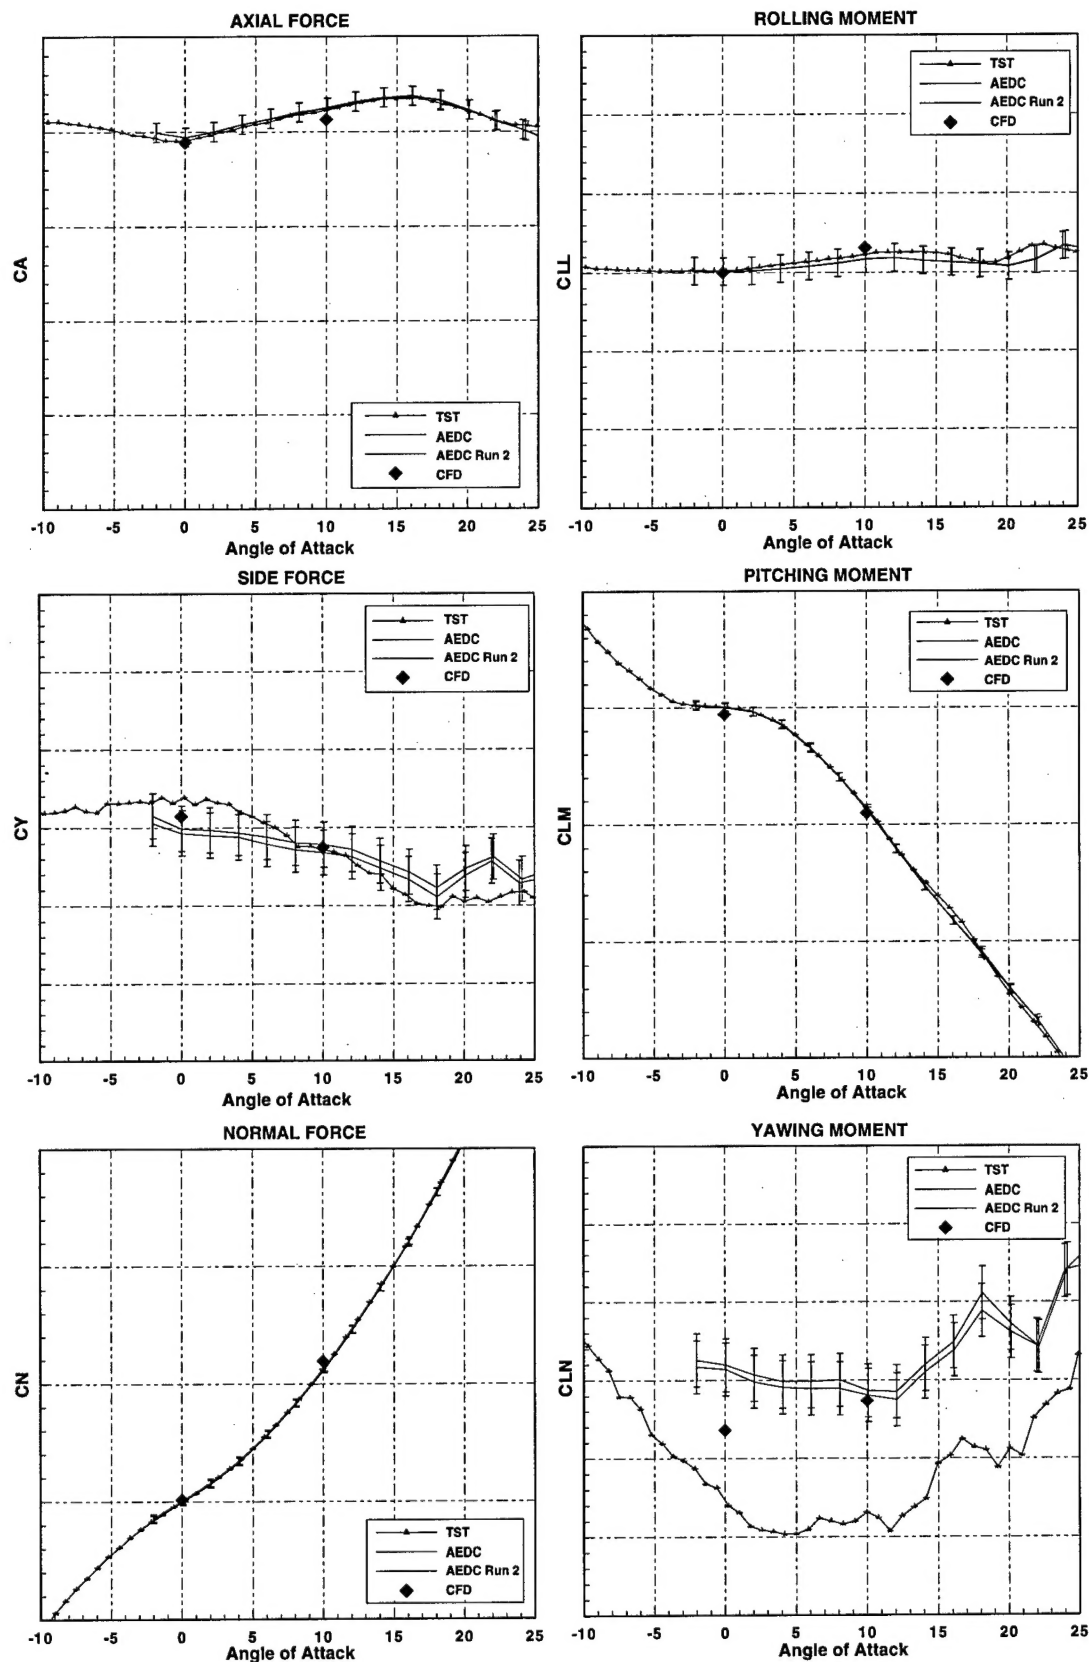 AXIAL FORCE
CA
TST
AEDC
AEDC Run 2
CFD
-10 -5 0 5 10 15 20 25
Angle of Attack
ROLLING MOMENT
CLL
TST
AEDC
AEDC Run 2
CFD
-10 -5 0 5 10 15 20 25
Angle of Attack
SIDE FORCE
CY
TST
AEDC
AEDC Run 2
CFD
-10 -5 0 5 10 15 20 25
Angle of Attack
PITCHING MOMENT
CLM
TST
AEDC
AEDC Run 2
CFD
-10 -5 0 5 10 15 20 25
Angle of Attack
NORMAL FORCE
CN
TST
AEDC
AEDC Run 2
CFD
-10 -5 0 5 10 15 20 25
Angle of Attack
YAWING MOMENT
CLN
TST
AEDC
AEDC Run 2
CFD
-10 -5 0 5 10 15 20 25
Angle of Attack